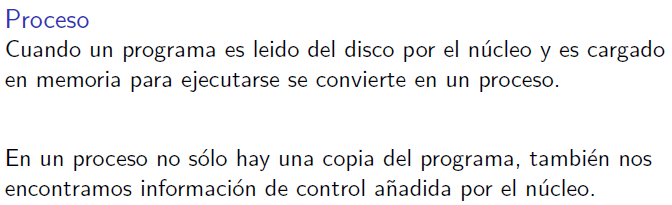 Proceso
Cuando un programa es leido del disco por el núcleo y es cargado
en memoria para ejecutarse se convierte en un proceso.
En un proceso no sólo hay una copia del programa, también nos
encontramos información de control añadida por el núcleo.